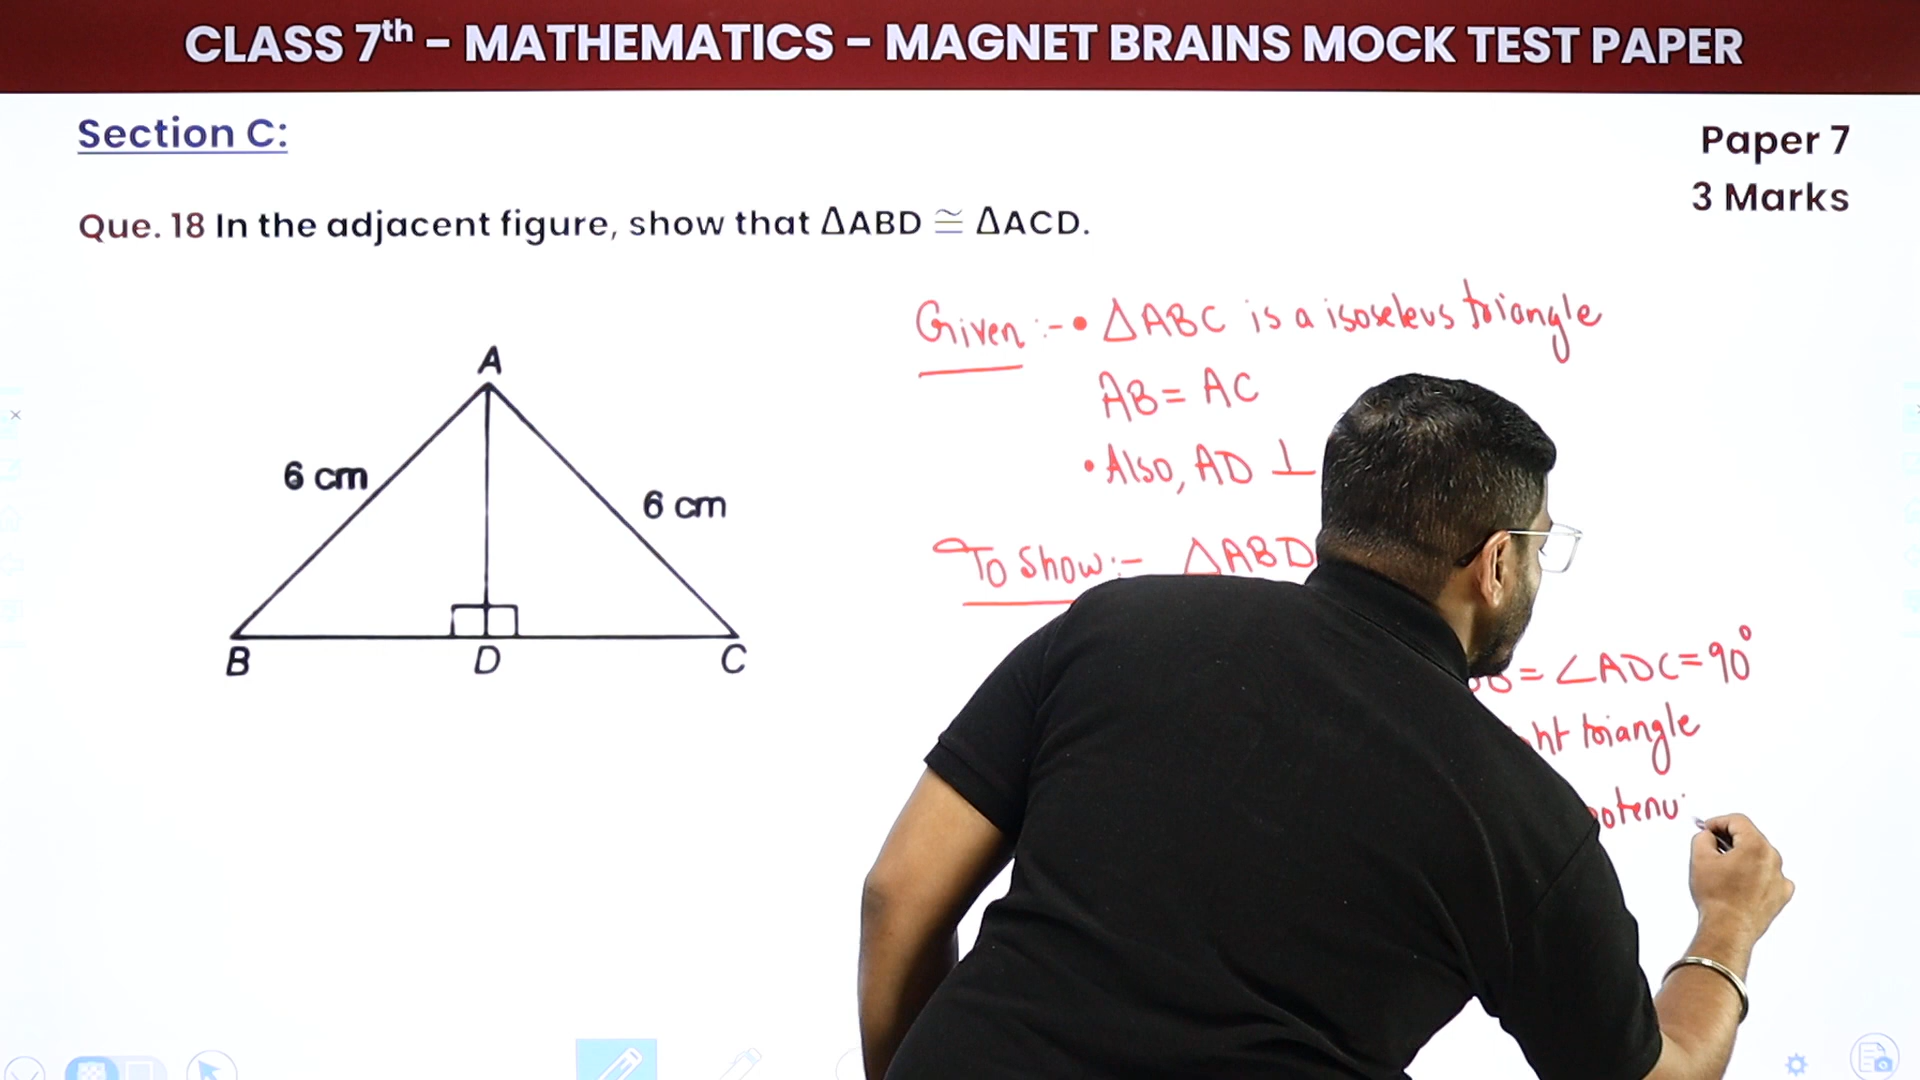 CLASS 7th - MATHEMATICS - MAGNET BRAINS MOCK TEST PAPER
Section C:
Paper 7
3 Marks
Que. 18 In the adjacent figure, show that ΔABD ≅ ΔACD.
Given :- • ΔABC is a isoseleus triangle
AB = AC
• Also, AD ⊥
To Show :- ΔABD
= ∠ADC = 90°
triangle
A
6 cm
6 cm
B
D
C